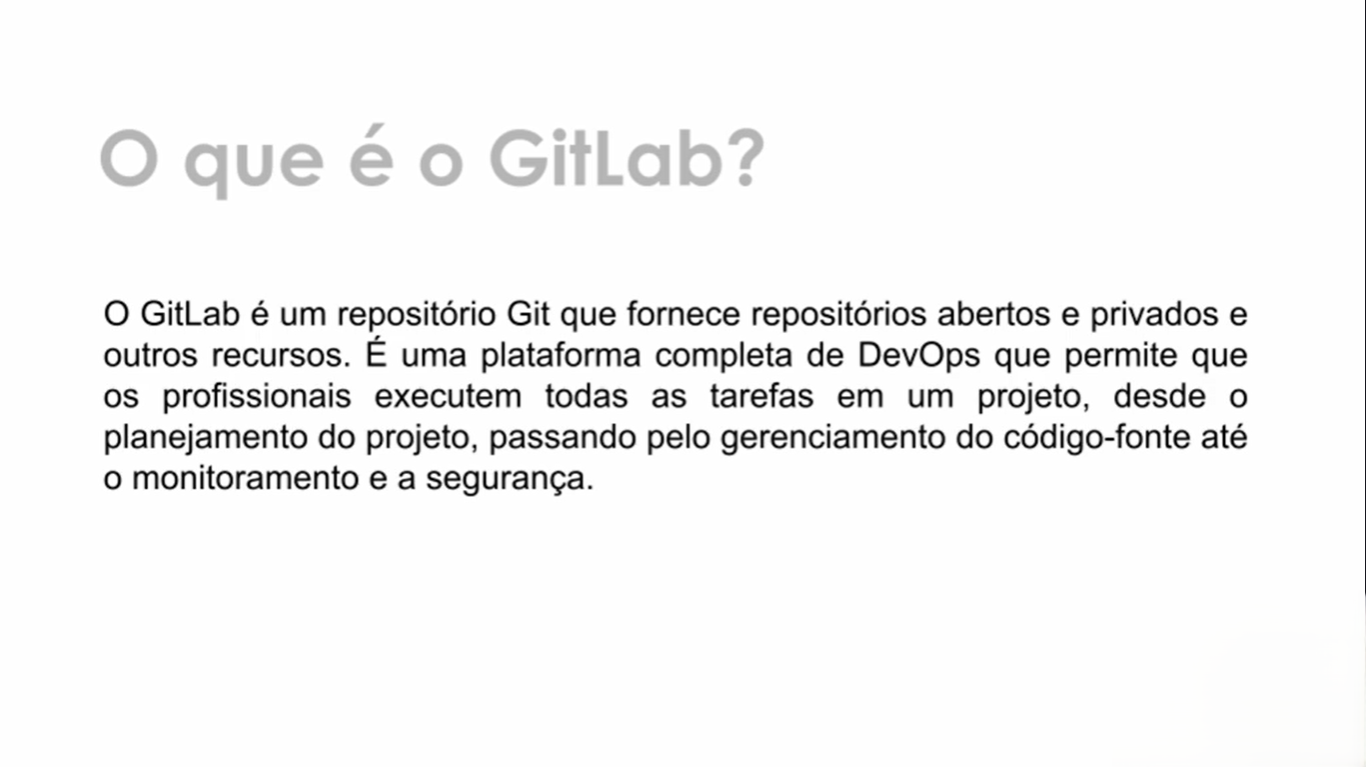 O que é o GitLab?
O GitLab é um repositório Git que fornece repositórios abertos e privados e
outros recursos. É uma plataforma completa de DevOps que permite que
os profissionais executem todas as tarefas em um projeto, desde o
planejamento do projeto, passando pelo gerenciamento do código-fonte até
o monitoramento e a segurança.